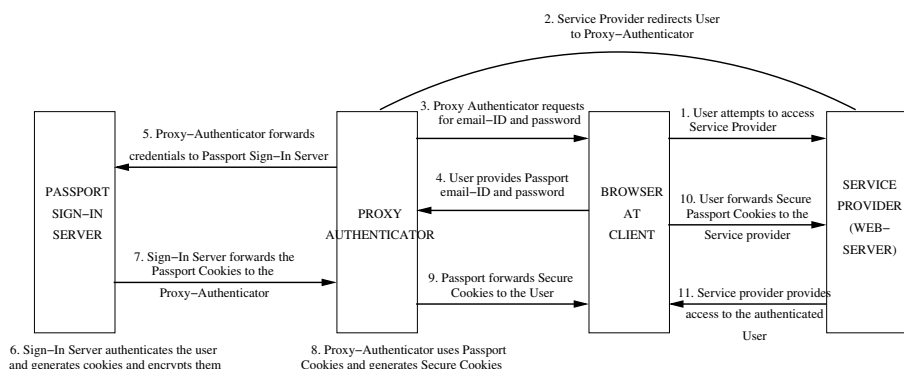 2. Service Provider redirects User
to Proxy−Authenticator
3. Proxy Authenticator requests
for email−ID and password
1. User attempts to access
Service Provider
5. Proxy−Authenticator forwards
credentials to Passport Sign−In Server
4. User provides Passport
email−ID and password
PASSPORT
SIGN−IN
SERVER
PROXY
AUTHENTICATOR
BROWSER
AT
CLIENT
SERVICE
PROVIDER
(WEB−
SERVER)
10. User forwards Secure
Passport Cookies to the
Service provider
7. Sign−In Server forwards the
Passport Cookies to the
Proxy−Authenticator
9. Passport forwards Secure
Cookies to the User
11. Service provider provides
access to the authenticated
User
6. Sign−In Server authenticates the user
and generates cookies and encrypts them
8. Proxy−Authenticator uses Passport
Cookies and generates Secure Cookies